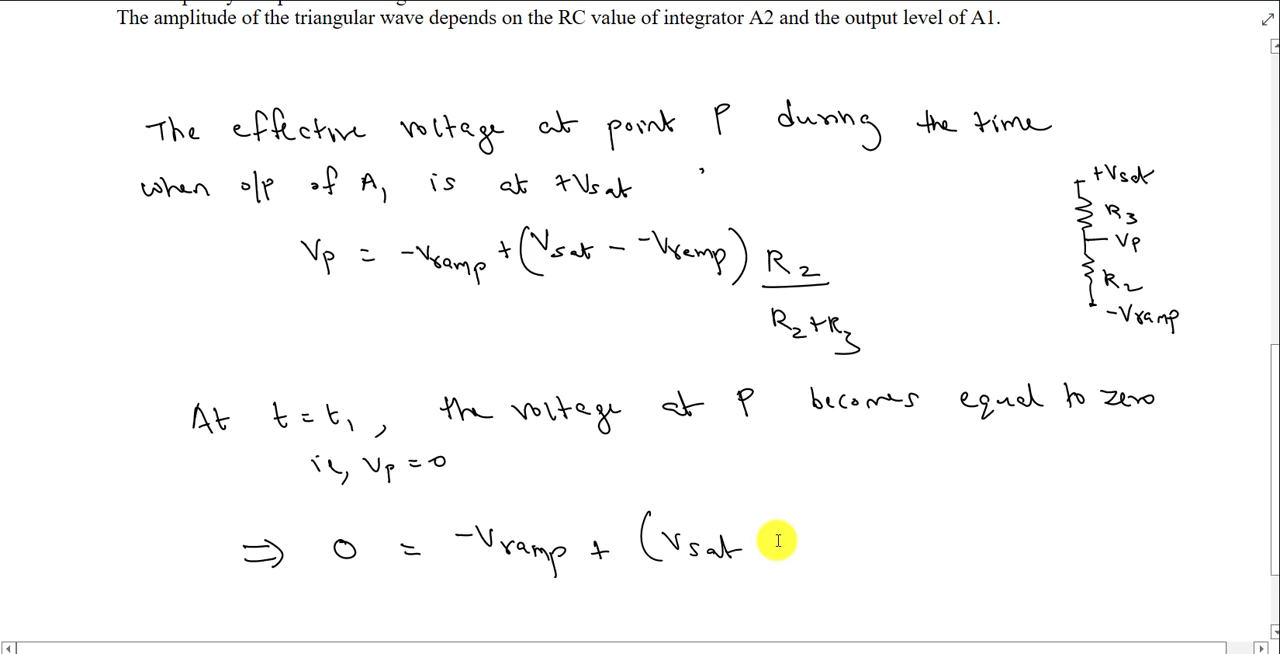 The amplitude of the triangular wave depends on the RC value of integrator A2 and the output level of A1.
The effective voltage at point P during the time
when o/p of A₁ is at +Vsat ,
+Vsat
R₃
Vp
R₂
-Vramp
Vp = -Vramp + (Vsat - -Vramp) R₂
R₂+R₃
At t = t₁ , the voltage at P becomes equal to zero
ie, Vp = 0
⇒ 0 = -Vramp + (Vsat